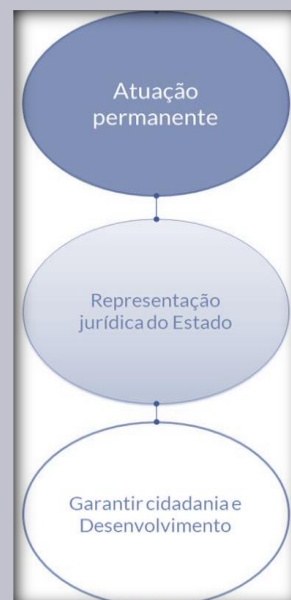 Atuação
permanente
Representação
jurídica do Estado
Garantir cidadania e
Desenvolvimento